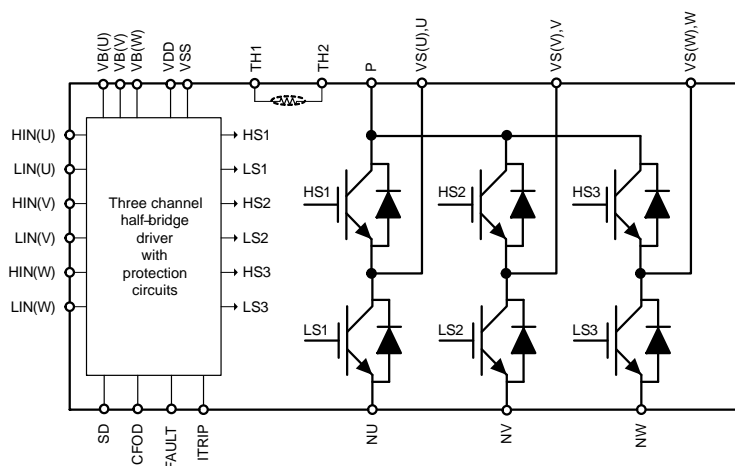 VB(U)
VB(V)
VB(W)
VDD
VSS
TH1
TH2
P
VS(U),U
VS(V),V
VS(W),W
HIN(U)
LIN(U)
HIN(V)
LIN(V)
HIN(W)
LIN(W)
Three channel
half-bridge
driver
with
protection
circuits
HS1
LS1
HS2
LS2
HS3
LS3
HS1
HS2
HS3
LS1
LS2
LS3
SD
CFOD
FAULT
ITRIP
NU
NV
NW